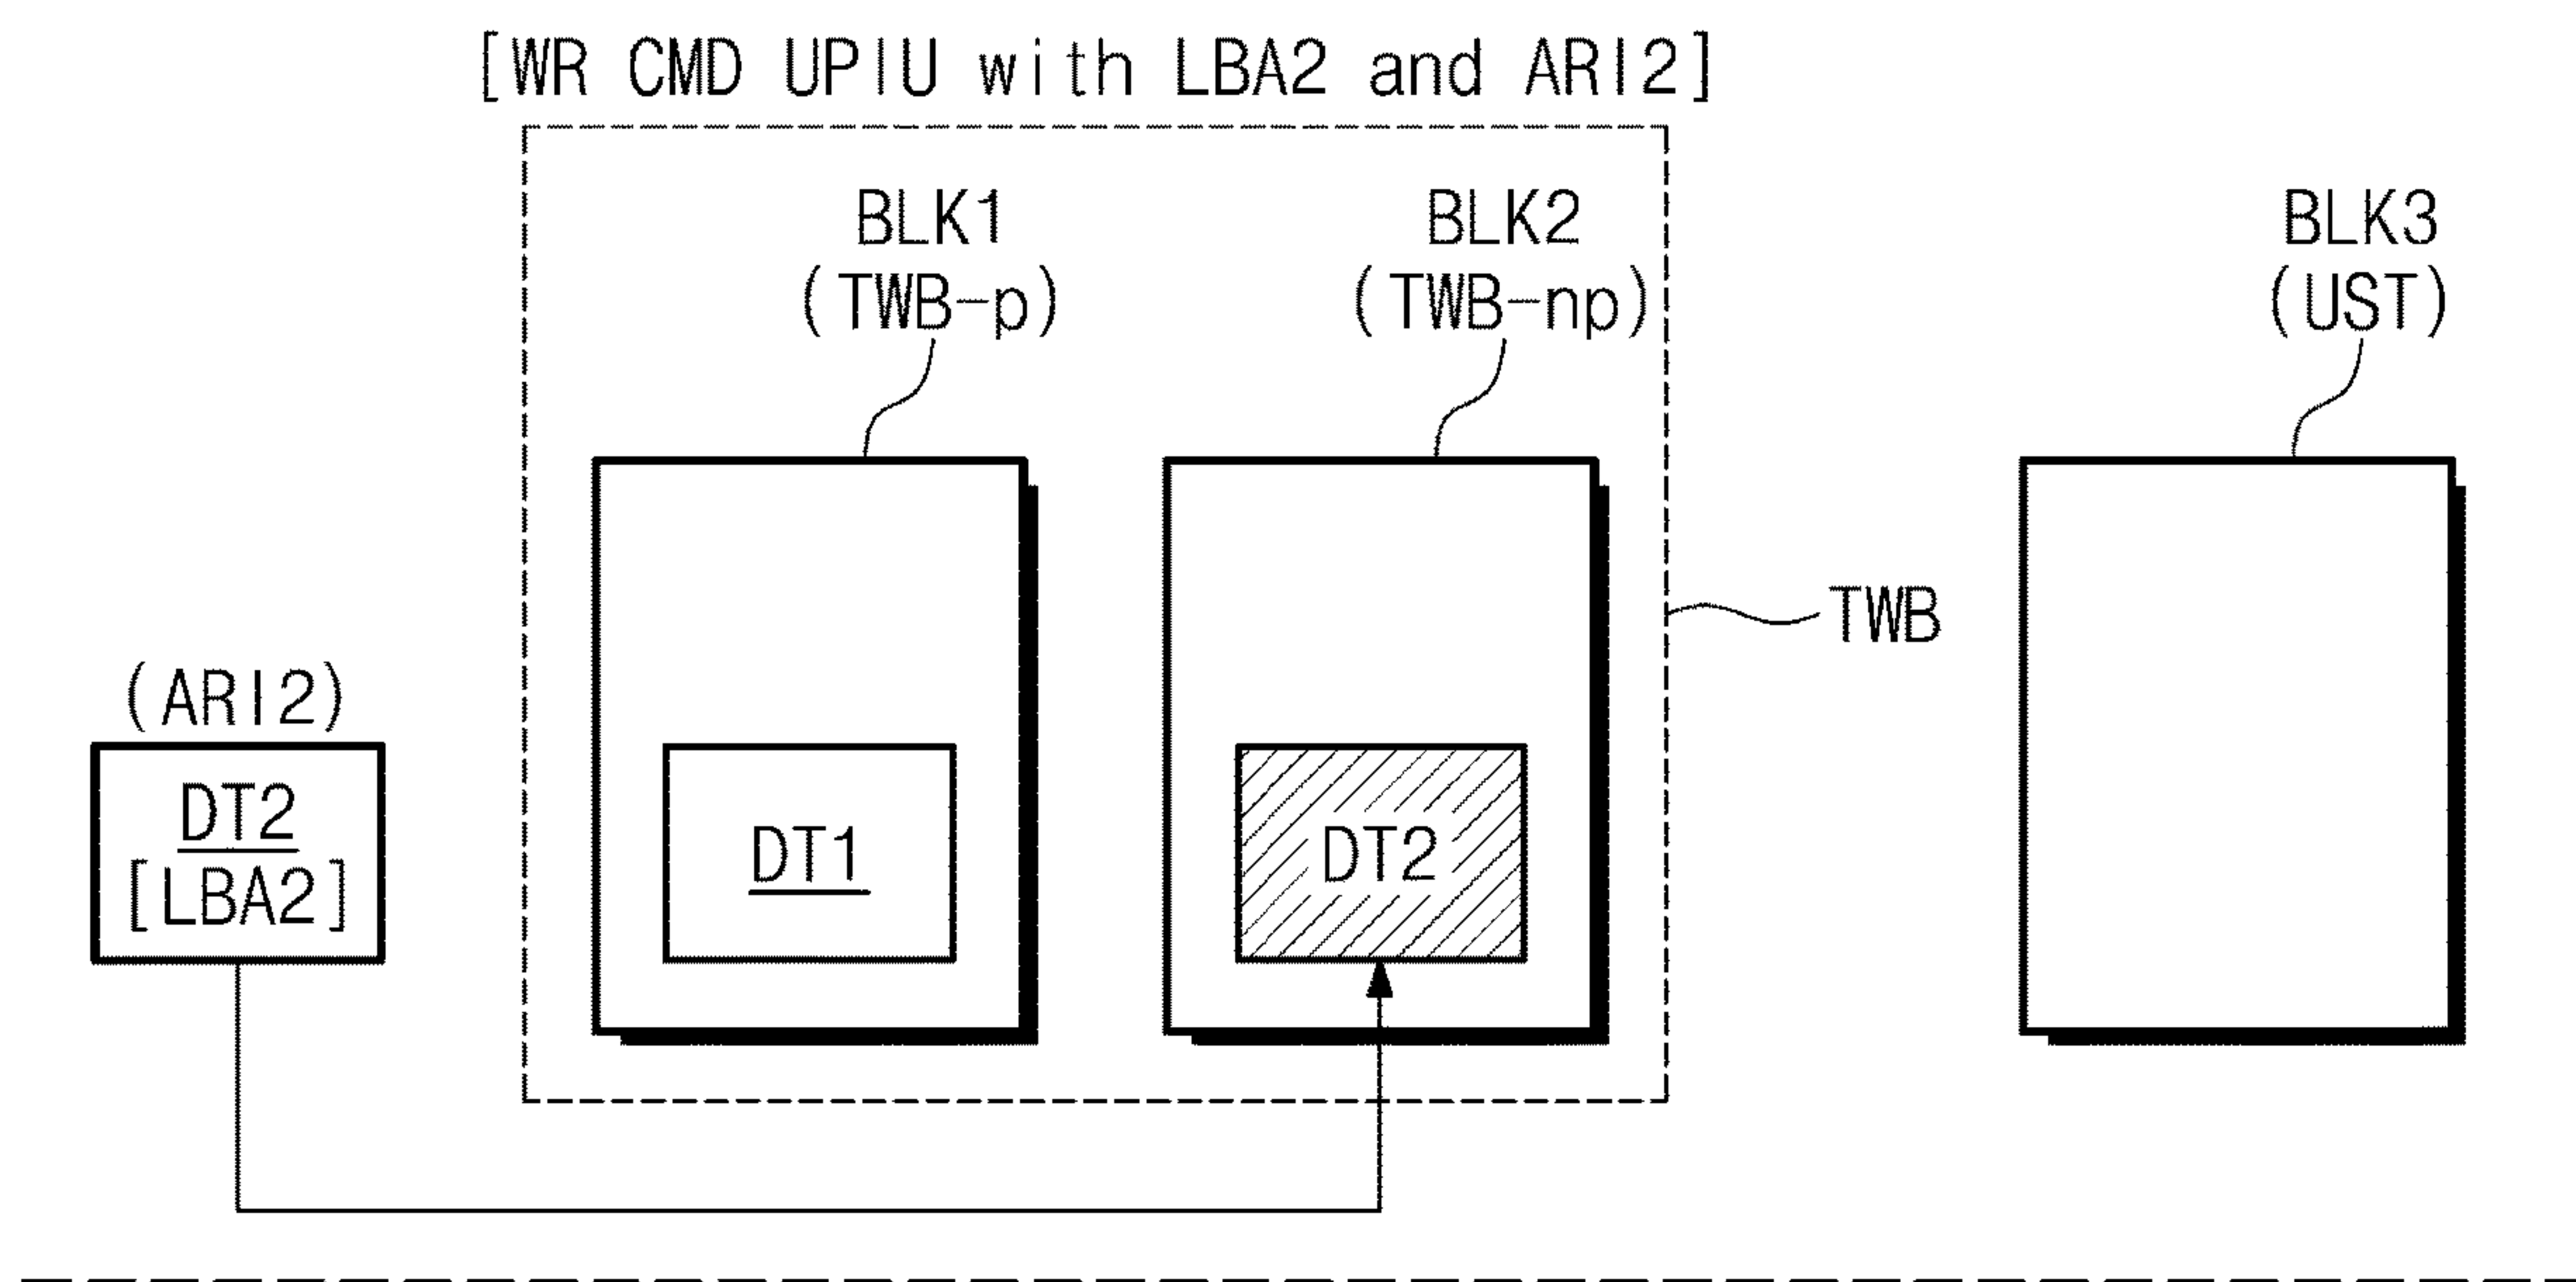 [WR CMD UPIU with LBA2 and ARI2]
BLK1
(TWB-p)
BLK2
(TWB-np)
BLK3
(UST)
TWB
(ARI2)
DT2
[LBA2]
DT1
DT2